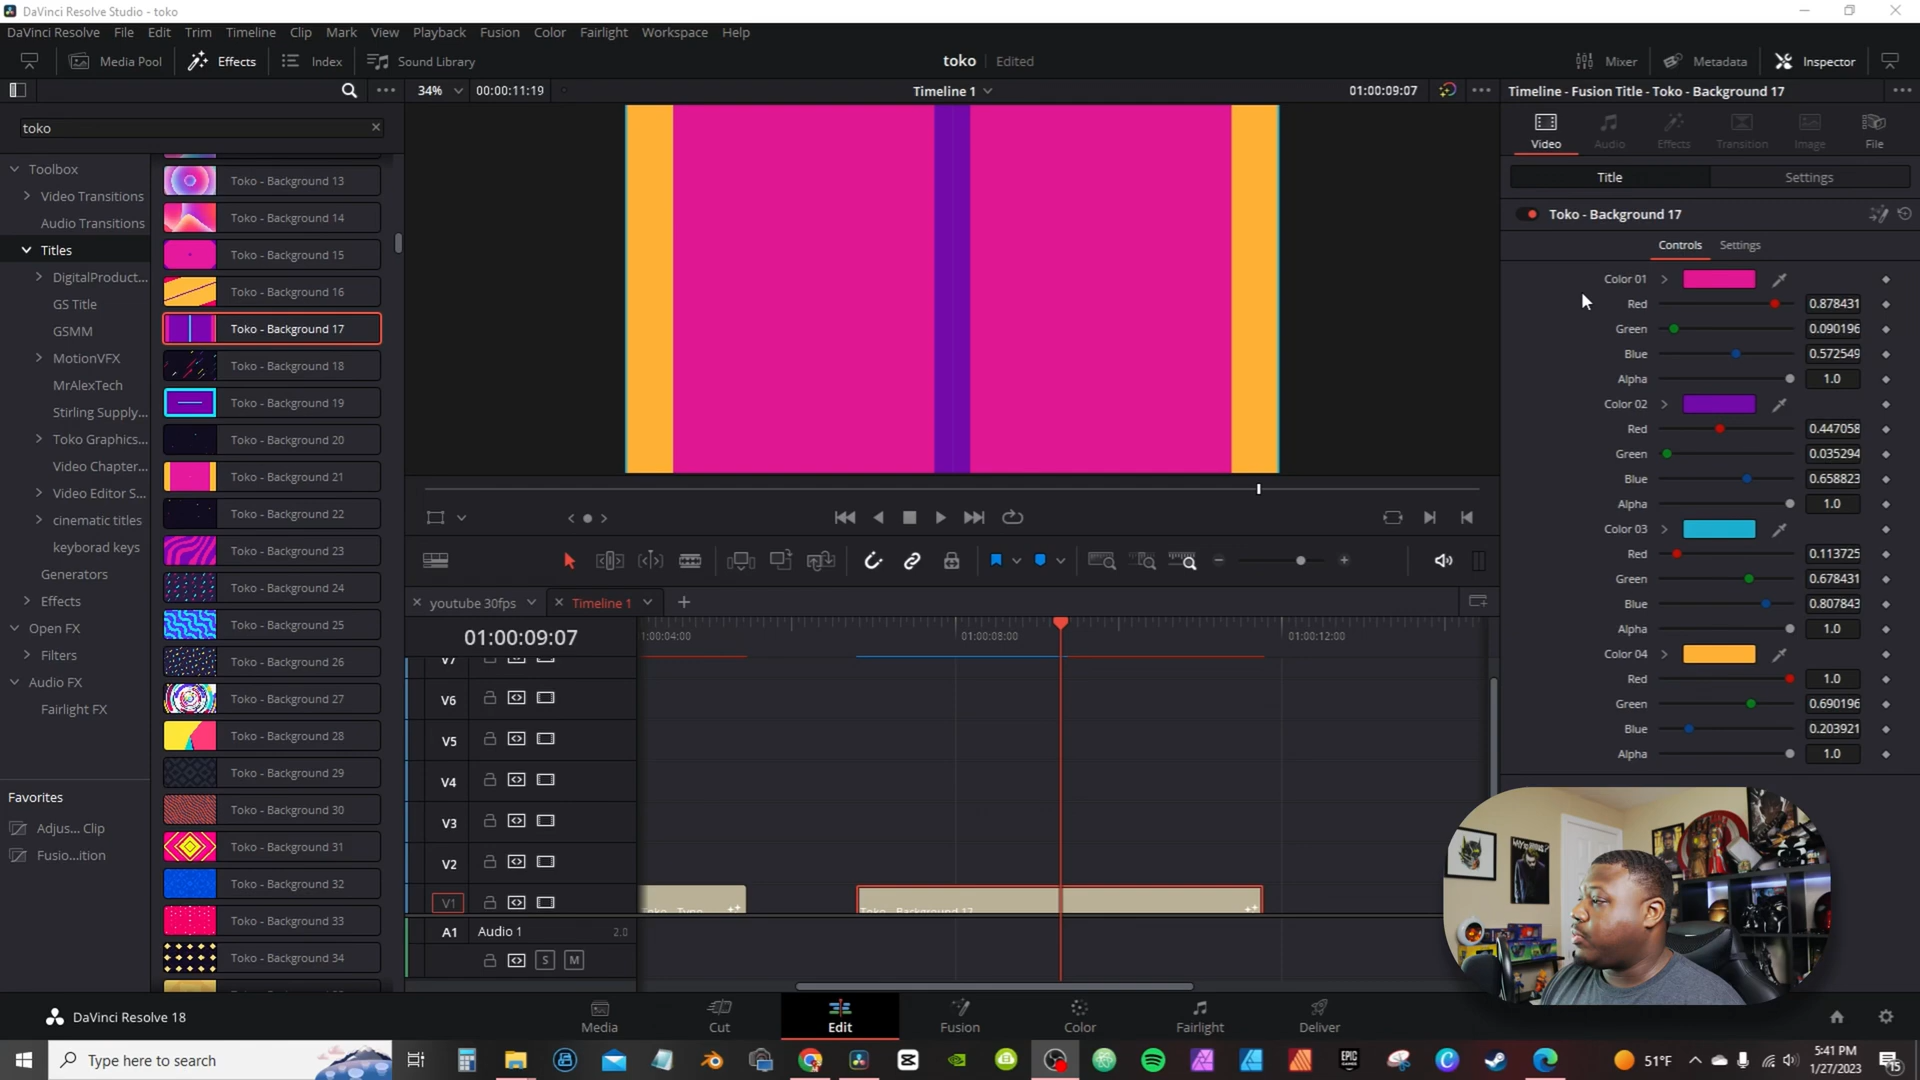 DaVinci Resolve Studio - toko
DaVinci Resolve File Edit Trim Timeline Clip Mark View Playback Fusion Color Fairlight Workspace Help
Media Pool Effects Index Sound Library toko Edited Mixer Metadata Inspector
34% 00:00:11:19 Timeline 1 01:00:09:07 Timeline - Fusion Title - Toko - Background 17
toko
Video Audio Effects Transition Image File
Title Settings
Toko - Background 17
Controls Settings
Toolbox
Video Transitions
Audio Transitions
Titles
DigitalProduct...
GS Title
GSMM
MotionVFX
MrAlexTech
Stirling Supply...
Toko Graphics...
Video Chapter...
Video Editor S...
cinematic titles
keyborad keys
Generators
Effects
Open FX
Filters
Audio FX
Fairlight FX
Favorites
Adjus... Clip
Fusio...ition
Toko - Background 13
Toko - Background 14
Toko - Background 15
Toko - Background 16
Toko - Background 17
Toko - Background 18
Toko - Background 19
Toko - Background 20
Toko - Background 21
Toko - Background 22
Toko - Background 23
Toko - Background 24
Toko - Background 25
Toko - Background 26
Toko - Background 27
Toko - Background 28
Toko - Background 29
Toko - Background 30
Toko - Background 31
Toko - Background 32
Toko - Background 33
Toko - Background 34
Color 01
Red 0.878431
Green 0.090196
Blue 0.572549
Alpha 1.0
Color 02
Red 0.447058
Green 0.035294
Blue 0.658823
Alpha 1.0
Color 03
Red 0.113725
Green 0.678431
Blue 0.807843
Alpha 1.0
Color 04
Red 1.0
Green 0.690196
Blue 0.203921
Alpha 1.0
youtube 30fps Timeline 1
01:00:09:07 1:00:04:00 01:00:08:00 01:00:12:00
V7
V6
V5
V4
V3
V2
V1
Toko - Background 17
A1 Audio 1 2.0
S M
DaVinci Resolve 18
Media Cut Edit Fusion Color Fairlight Deliver
Type here to search
EPIC GAMES
51°F
5:41 PM
1/27/2023
15